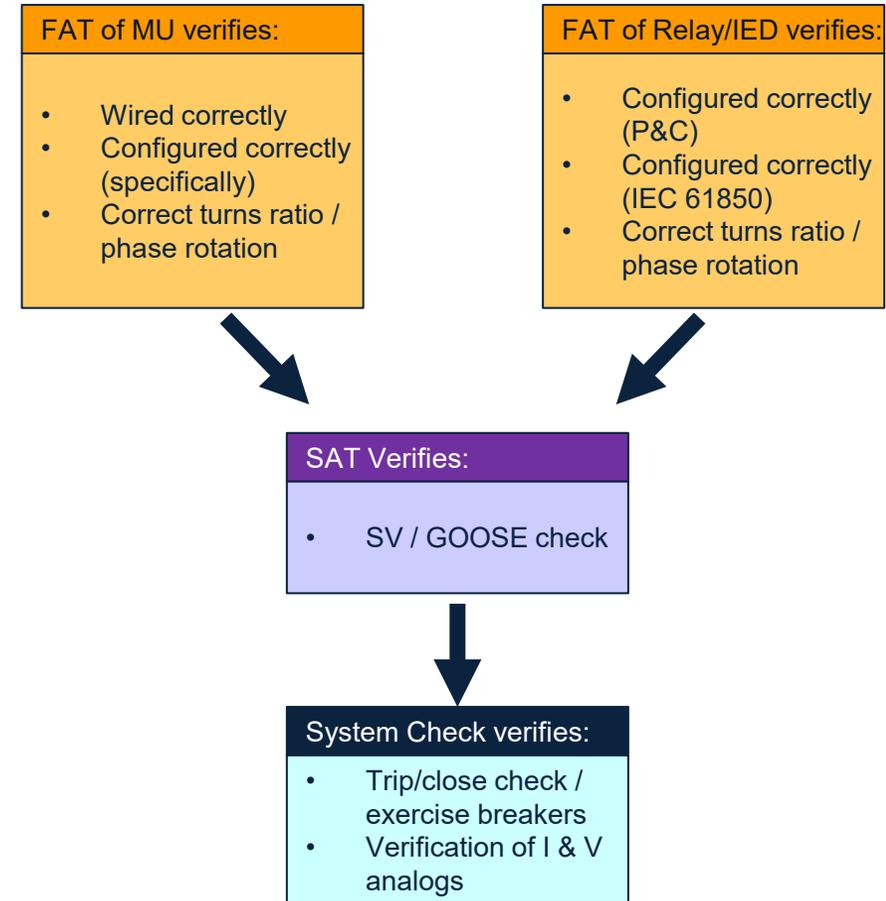 FAT of MU verifies:
• Wired correctly
• Configured correctly
(specifically)
• Correct turns ratio /
phase rotation
FAT of Relay/IED verifies:
• Configured correctly
(P&C)
• Configured correctly
(IEC 61850)
• Correct turns ratio /
phase rotation
SAT Verifies:
• SV / GOOSE check
System Check verifies:
• Trip/close check /
exercise breakers
• Verification of I & V
analogs